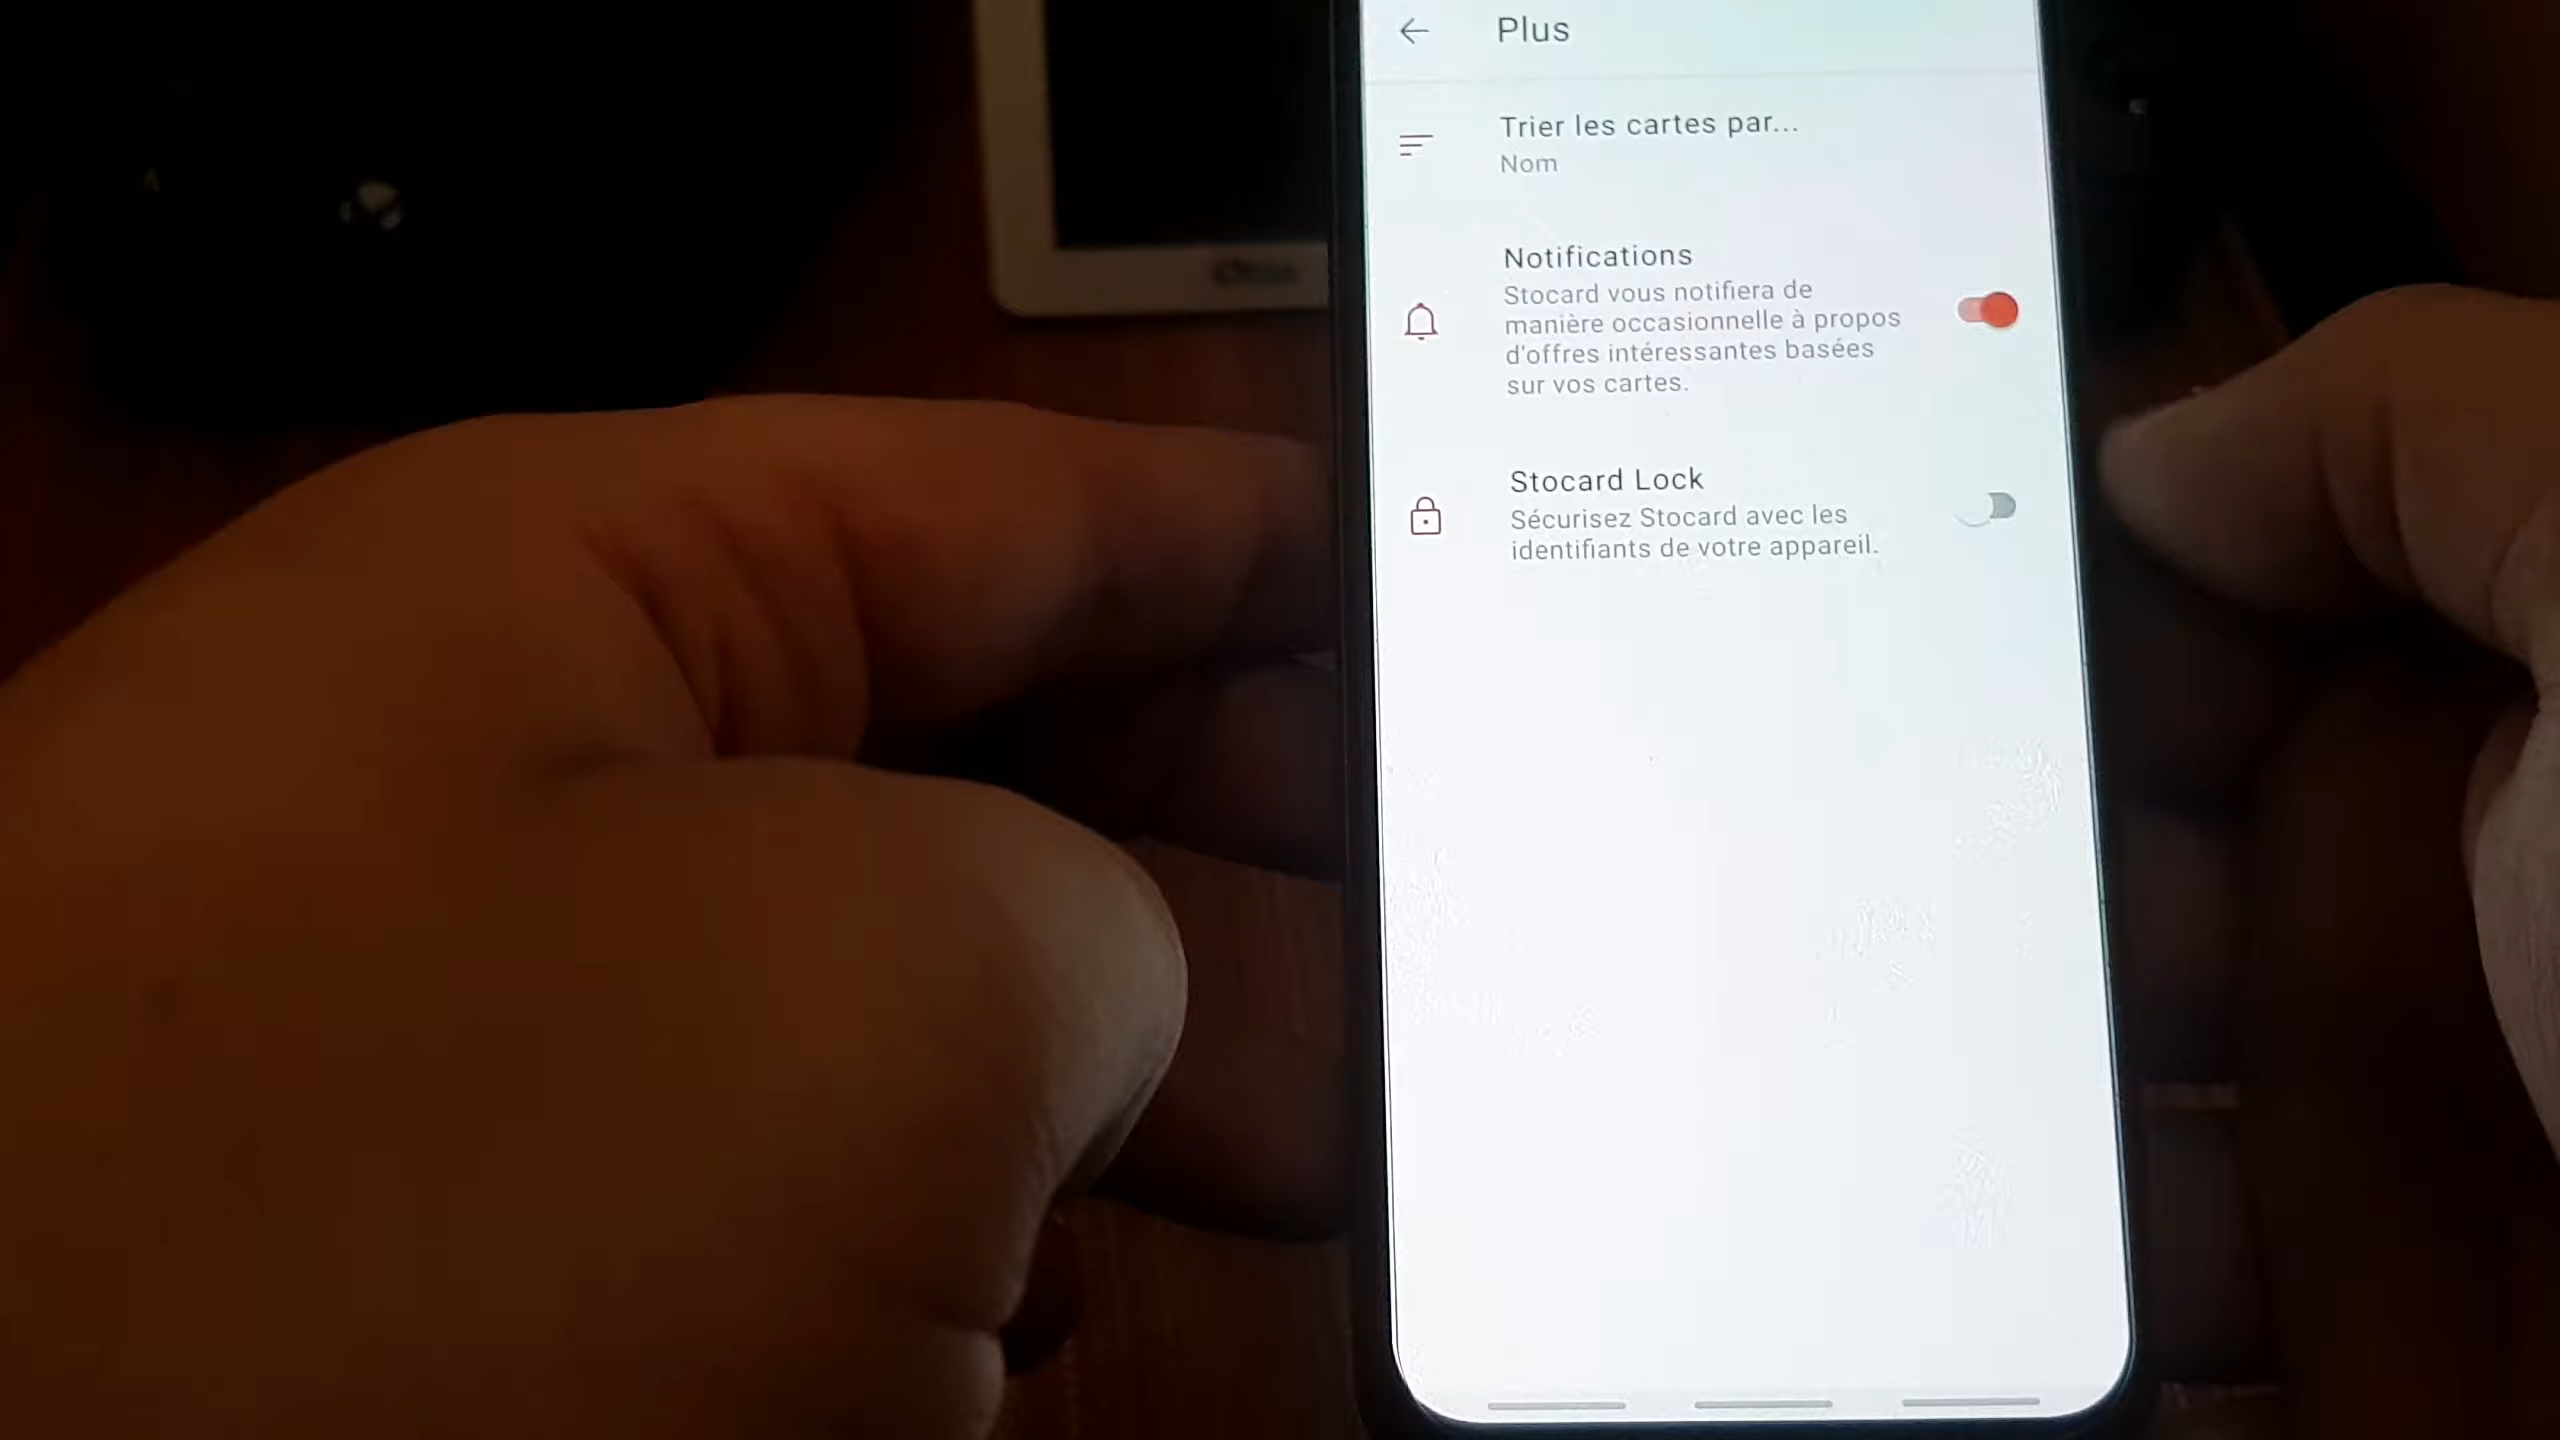 Plus
Trier les cartes par...
Nom
Notifications
Stocard vous notifiera de
manière occasionnelle à propos
d'offres intéressantes basées
sur vos cartes.
Stocard Lock
Sécurisez Stocard avec les
identifiants de votre appareil.